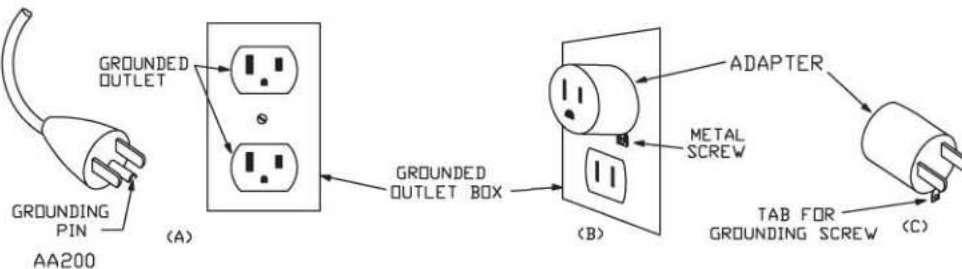 GROUNDED
OUTLET
GROUNDING
PIN
(A)
AA200
GROUNDED
OUTLET BOX
(B)
METAL
SCREW
ADAPTER
TAB FOR
GROUNDING SCREW
(C)